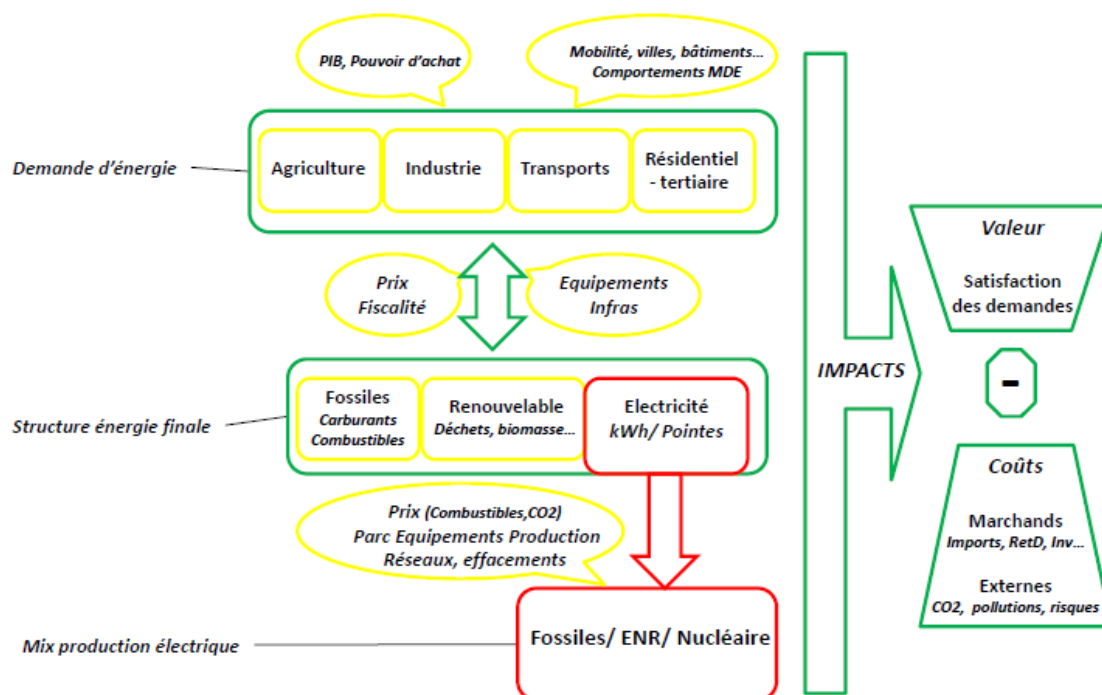 PIB, Pouvoir d'achat
Mobilité, villes, bâtiments…
Comportements MDE
Demande d'énergie
Agriculture
Industrie
Transports
Résidentiel
- tertiaire
Prix
Fiscalité
Equipements
Infras
Structure énergie finale
Fossiles
Carburants
Combustibles
Renouvelable
Déchets, biomasse…
Electricité
kWh/ Pointes
Prix (Combustibles,CO2)
Parc Equipements Production
Réseaux, effacements
Mix production électrique
Fossiles/ ENR/ Nucléaire
IMPACTS
Valeur
Satisfaction
des demandes
-
Coûts
Marchands
Imports, RetD, Inv…
Externes
CO2, pollutions, risques